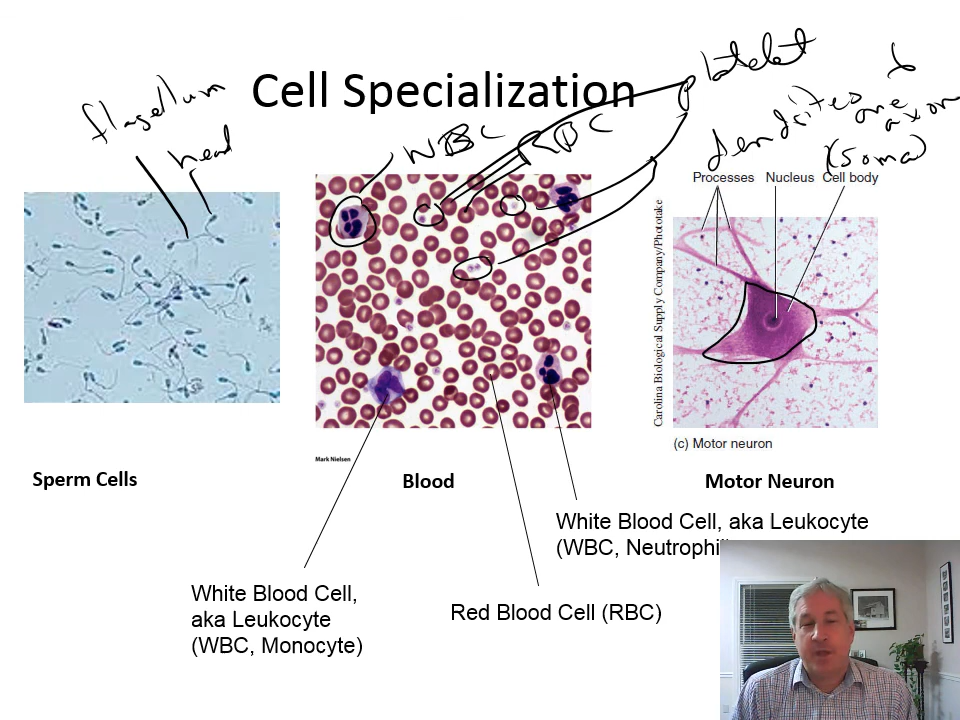 Cell Specialization
flagellum
head
WBC
RBC
platelet
dendrites &
one
axon
(soma)
Processes Nucleus Cell body
Carolina Biological Supply Company/Phototake
(c) Motor neuron
Mark Nielsen
Sperm Cells
Blood
Motor Neuron
White Blood Cell, aka Leukocyte
(WBC, Neutrophil
White Blood Cell,
aka Leukocyte
(WBC, Monocyte)
Red Blood Cell (RBC)